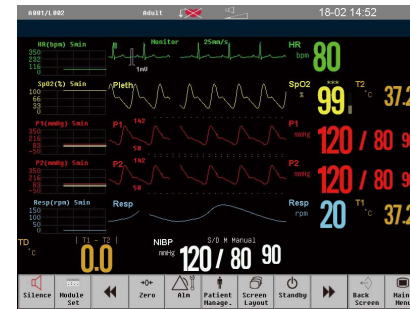 A001/L002 Adult 18-02 14:52
HR(bpm) 5min II Monitor 25mm/s HR 80
350
232
116
0
1mV
SpO2(%) 5min Pleth SpO2 *** 99 T2 °C 37.2
100
66
33
0
P1(mmHg) 5min P1 142 P1 mmHg 120 / 80 9
350
216
83
-50
58
P2(mmHg) 5min P2 142 P2 mmHg 120 / 80 9
350
216
83
-50
58
Resp(rpm) 5min Resp Resp rpm 20 T1 °C 37.2
150
100
50
0
TD °C | T1 - T2 | 0.0 NIBP mmHg S/D M Manual 120 / 80 90
Silence Module Set Zero Alm Patient Manage. Screen Layout Standby Back Screen Main Menu